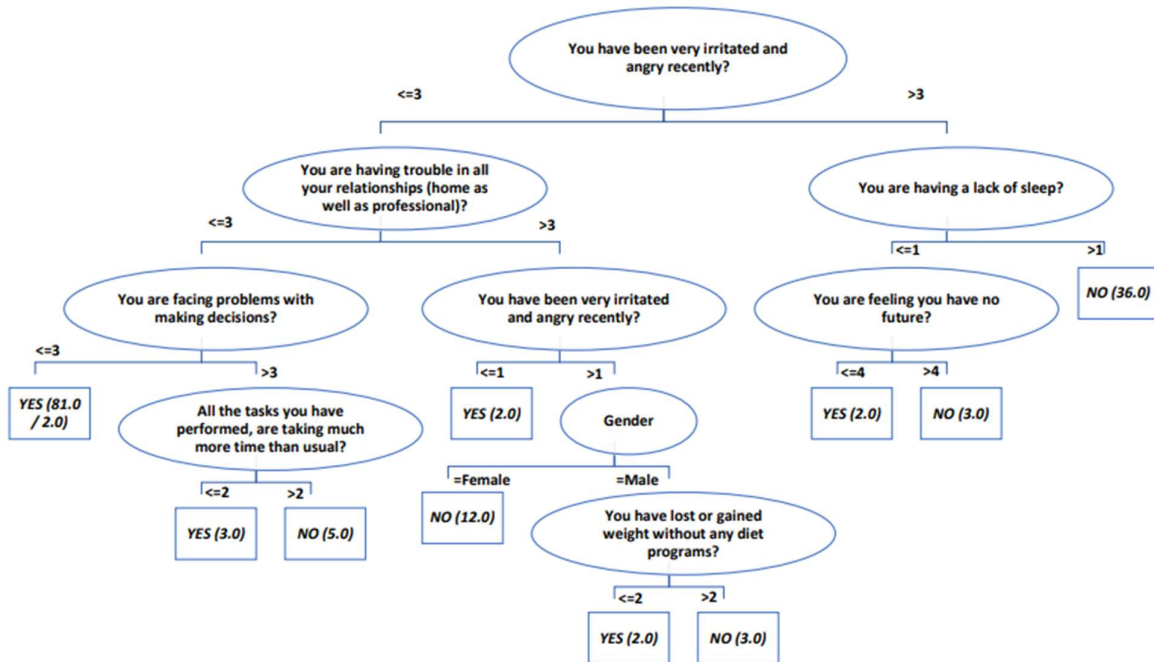 You have been very irritated and
angry recently?
<=3
>3
You are having trouble in all
your relationships (home as
well as professional)?
You are having a lack of sleep?
<=3
>3
<=1
>1
You are facing problems with
making decisions?
You have been very irritated
and angry recently?
You are feeling you have no
future?
NO (36.0)
<=3
>3
<=1
>1
<=4
>4
YES (81.0
/ 2.0)
All the tasks you have
performed, are taking much
more time than usual?
YES (2.0)
Gender
YES (2.0)
NO (3.0)
<=2
>2
=Female
=Male
YES (3.0)
NO (5.0)
NO (12.0)
You have lost or gained
weight without any diet
programs?
<=2
>2
YES (2.0)
NO (3.0)